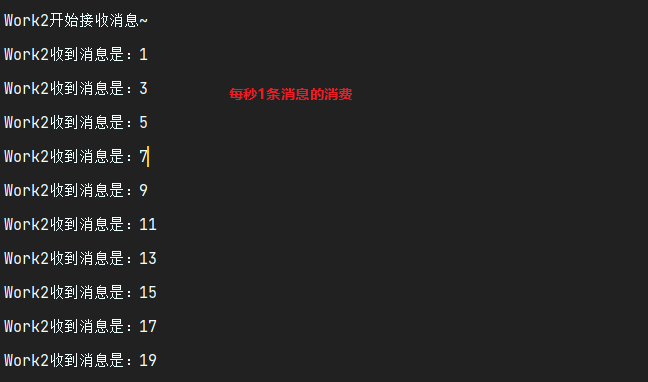 Work2开始接收消息~
Work2收到消息是：1
Work2收到消息是：3
每秒1条消息的消费
Work2收到消息是：5
Work2收到消息是：7
Work2收到消息是：9
Work2收到消息是：11
Work2收到消息是：13
Work2收到消息是：15
Work2收到消息是：17
Work2收到消息是：19